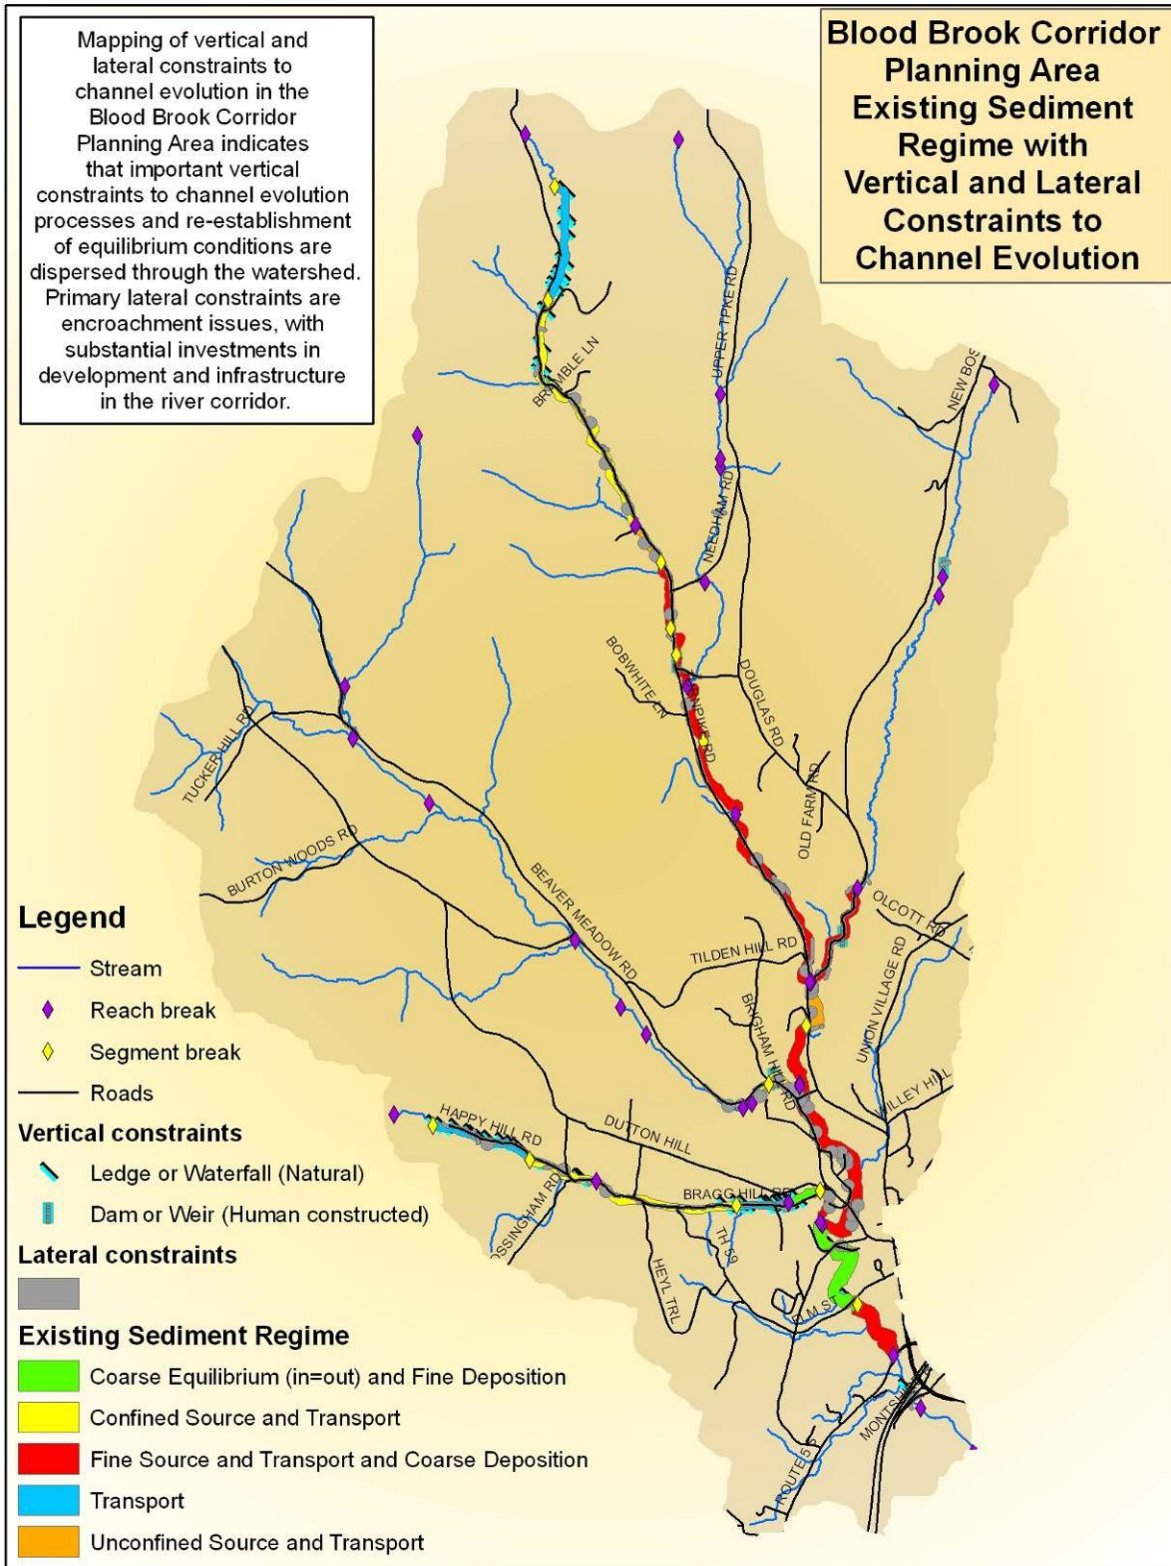 Mapping of vertical and
lateral constraints to
channel evolution in the
Blood Brook Corridor
Planning Area indicates
that important vertical
constraints to channel evolution
processes and re-establishment
of equilibrium conditions are
dispersed through the watershed.
Primary lateral constraints are
encroachment issues, with
substantial investments in
development and infrastructure
in the river corridor.
Blood Brook Corridor
Planning Area
Existing Sediment
Regime with
Vertical and Lateral
Constraints to
Channel Evolution
UPPER TPKE RD
BRAMBLE LN
NEW BOS
NEEDHAM RD
BOBWHITE LN
DOUGLAS RD
TUCKER HILL RD
OLD FARM RD
BURTON WOODS RD
BEAVER MEADOW RD
OLCOTT RD
TILDEN HILL RD
UNION VILLAGE RD
BRIGHAM HILL RD
WILLEY HILL
HAPPY HILL RD
DUTTON HILL
BRAGG HILL RD
OSSINGHAM RD
TH 59
HEYL TRL
ELM ST
ROUTE 5 S
Legend
Stream
Reach break
Segment break
Roads
Vertical constraints
Ledge or Waterfall (Natural)
Dam or Weir (Human constructed)
Lateral constraints
Existing Sediment Regime
Coarse Equilibrium (in=out) and Fine Deposition
Confined Source and Transport
Fine Source and Transport and Coarse Deposition
Transport
Unconfined Source and Transport